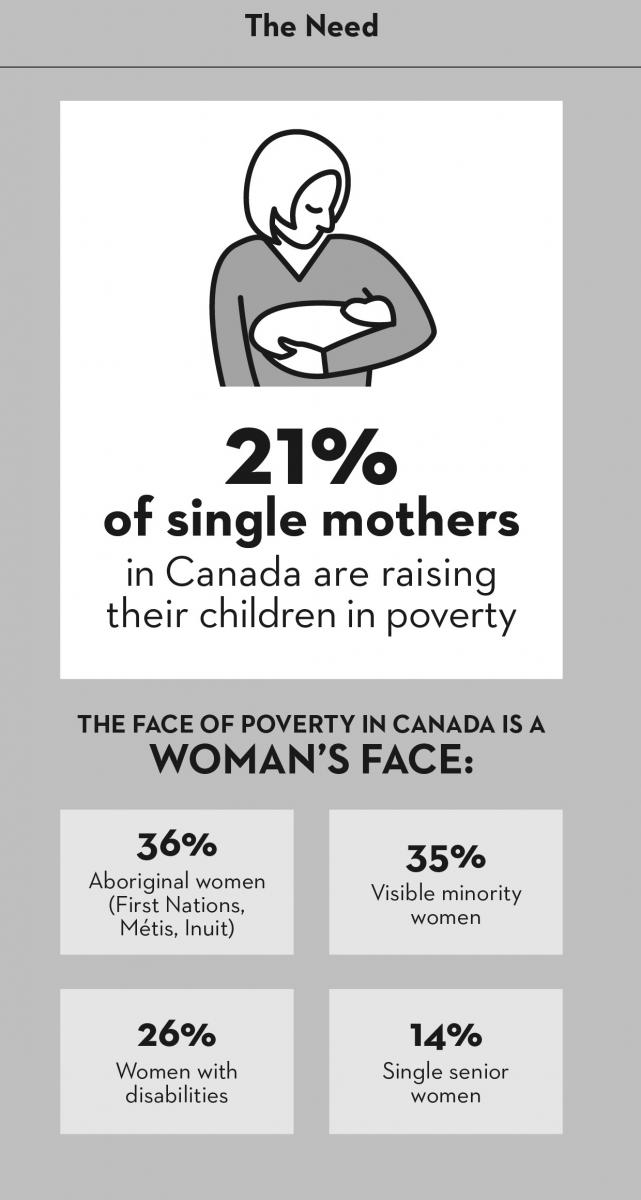 The Need
21%
of single mothers
in Canada are raising
their children in poverty
THE FACE OF POVERTY IN CANADA IS A
WOMAN'S FACE:
36%
Aboriginal women
(First Nations,
Métis, Inuit)
35%
Visible minority
women
26%
Women with
disabilities
14%
Single senior
women